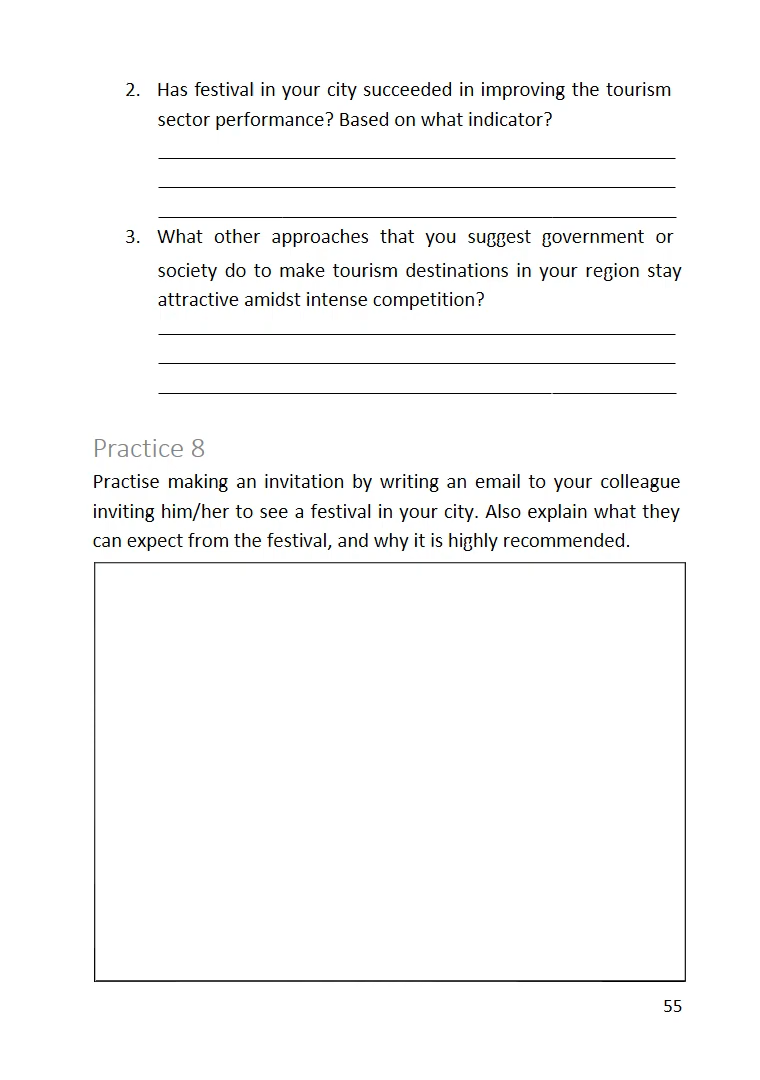 2. Has festival in your city succeeded in improving the tourism
sector performance? Based on what indicator?
3. What other approaches that you suggest government or
society do to make tourism destinations in your region stay
attractive amidst intense competition?
Practice 8
Practise making an invitation by writing an email to your colleague
inviting him/her to see a festival in your city. Also explain what they
can expect from the festival, and why it is highly recommended.
55